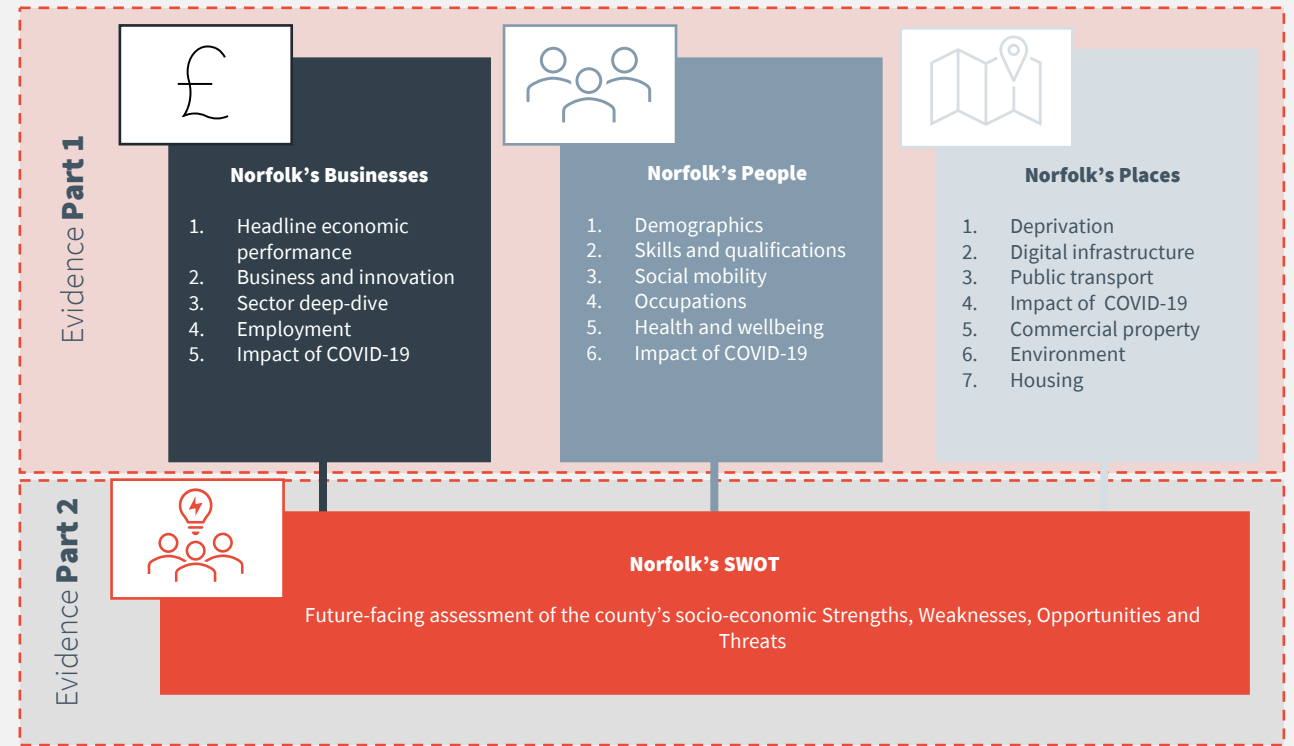 Evidence Part 1
£
Norfolk’s Businesses
1. Headline economic
performance
2. Business and innovation
3. Sector deep-dive
4. Employment
5. Impact of COVID-19
Norfolk’s People
1. Demographics
2. Skills and qualifications
3. Social mobility
4. Occupations
5. Health and wellbeing
6. Impact of COVID-19
Norfolk’s Places
1. Deprivation
2. Digital infrastructure
3. Public transport
4. Impact of  COVID-19
5. Commercial property
6. Environment
7. Housing
Evidence Part 2
Norfolk’s SWOT
Future-facing assessment of the county’s socio-economic Strengths, Weaknesses, Opportunities and
Threats